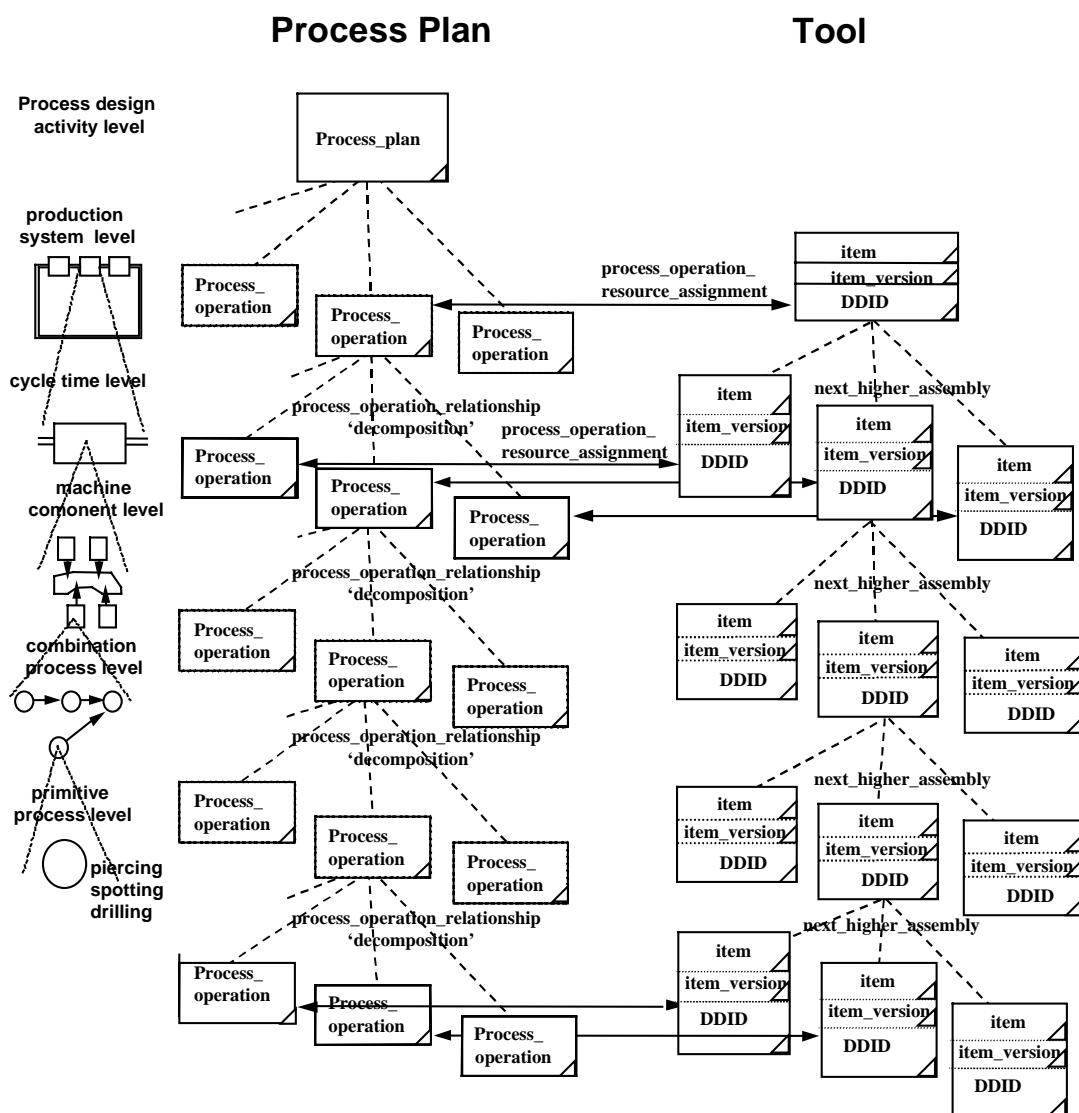 Process Plan
Tool
Process design
activity level
Process_plan
production
system level
item
item_version
DDID
process_operation_
resource_assignment
Process_
operation
Process_
operation
Process_
operation
cycle time level
next_higher_assembly
item
item_version
DDID
item
item_version
DDID
item
item_version
DDID
process_operation_relationship
‘decomposition’
process_operation_
resource_assignment
Process_
operation
Process_
operation
Process_
operation
machine
comonent level
process_operation_relationship
‘decomposition’
next_higher_assembly
Process_
operation
Process_
operation
Process_
operation
item
item_version
DDID
item
item_version
DDID
item
item_version
DDID
combination
process level
process_operation_relationship
‘decomposition’
next_higher_assembly
Process_
operation
Process_
operation
Process_
operation
item
item_version
DDID
item
item_version
DDID
item
item_version
DDID
primitive
process level
piercing
spotting
drilling
process_operation_relationship
‘decomposition’
next_higher_assembly
Process_
operation
Process_
operation
Process_
operation
item
item_version
DDID
item
item_version
DDID
item
item_version
DDID